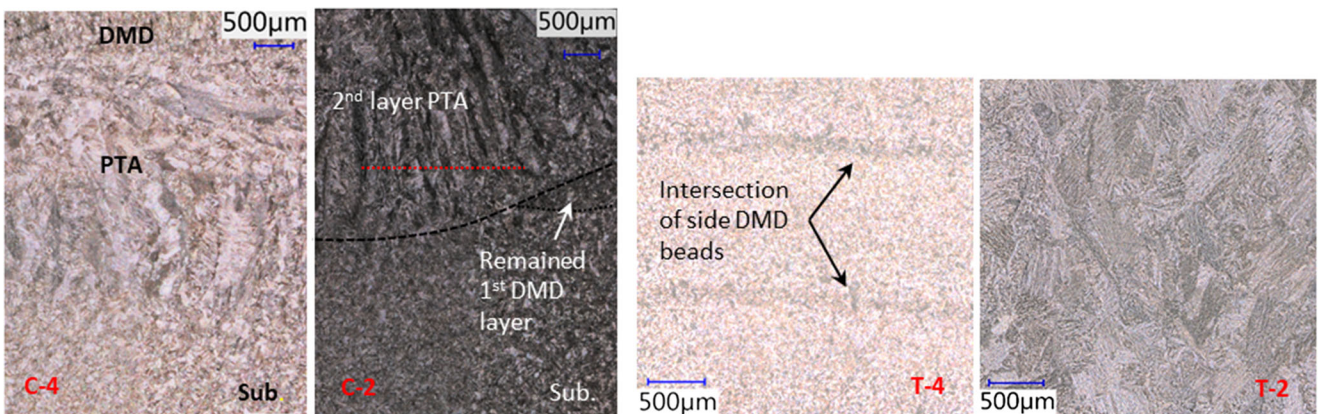 500µm
DMD
PTA
C-4
Sub.
500µm
2nd layer PTA
Remained
1st DMD
layer
C-2
Sub.
Intersection
of side DMD
beads
500µm
T-4
500µm
T-2